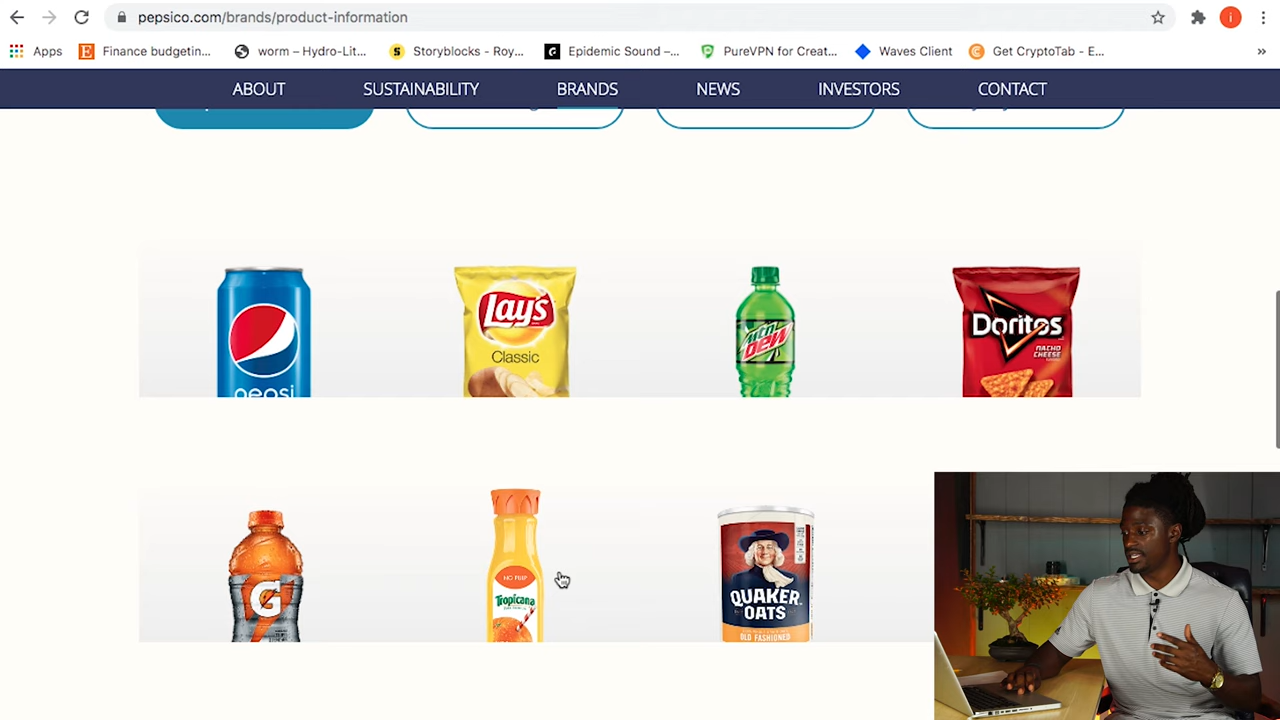 pepsico.com/brands/product-information
Apps
Finance budgetin...
worm – Hydro-Lit...
Storyblocks - Roy...
Epidemic Sound –...
PureVPN for Creat...
Waves Client
Get CryptoTab - E...
»
ABOUT
SUSTAINABILITY
BRANDS
NEWS
INVESTORS
CONTACT
pepsi
Lay's
Classic
mtn
DEW
Doritos
NACHO
CHEESE
G
NO PULP
Tropicana
QUAKER
OATS
OLD FASHIONED